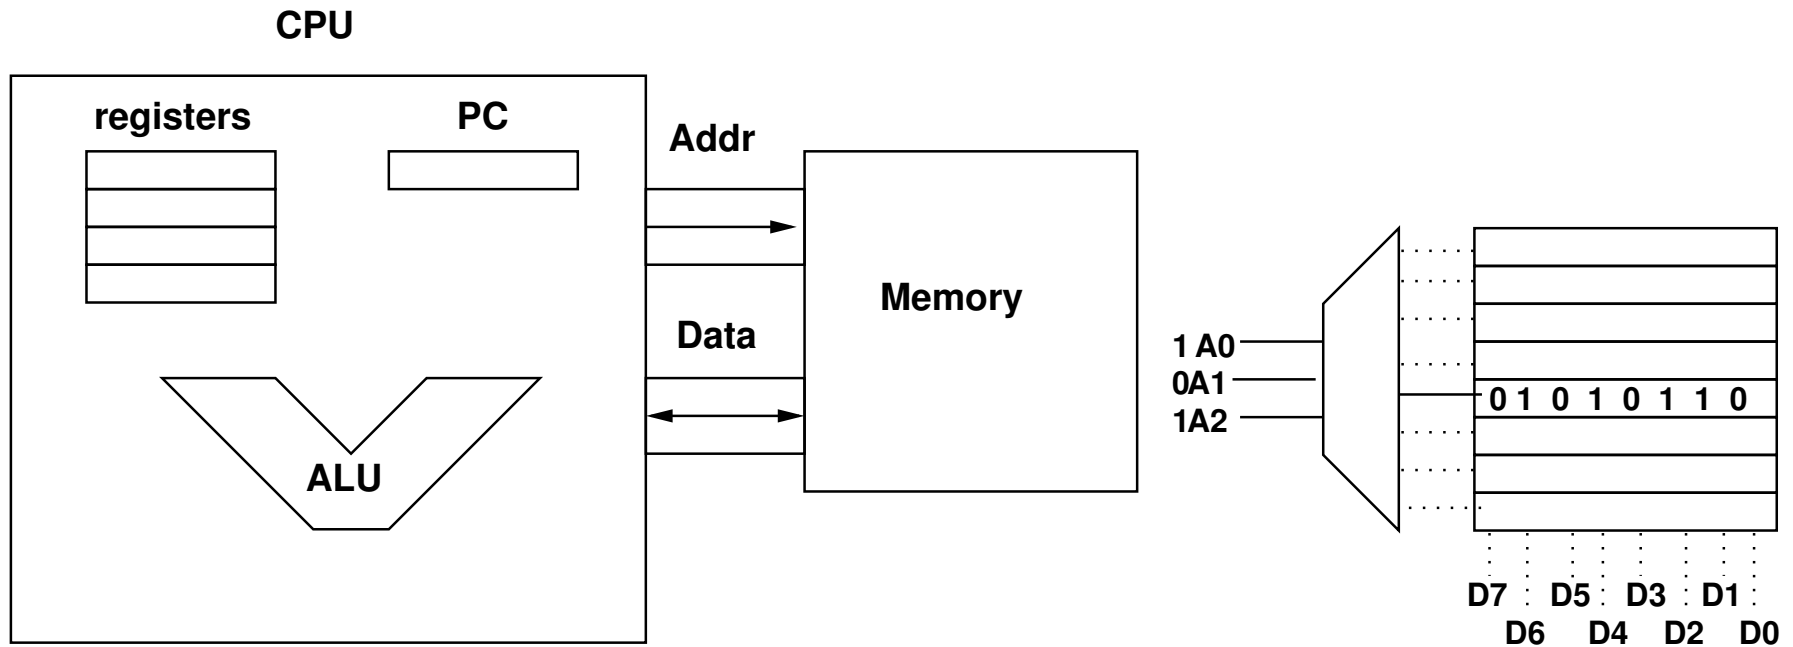 CPU
registers
PC
Addr
Memory
Data
ALU
1 A0
0A1
1A2
0 1 0 1 0 1 1 0
D7 D5 D3 D1
D6 D4 D2 D0